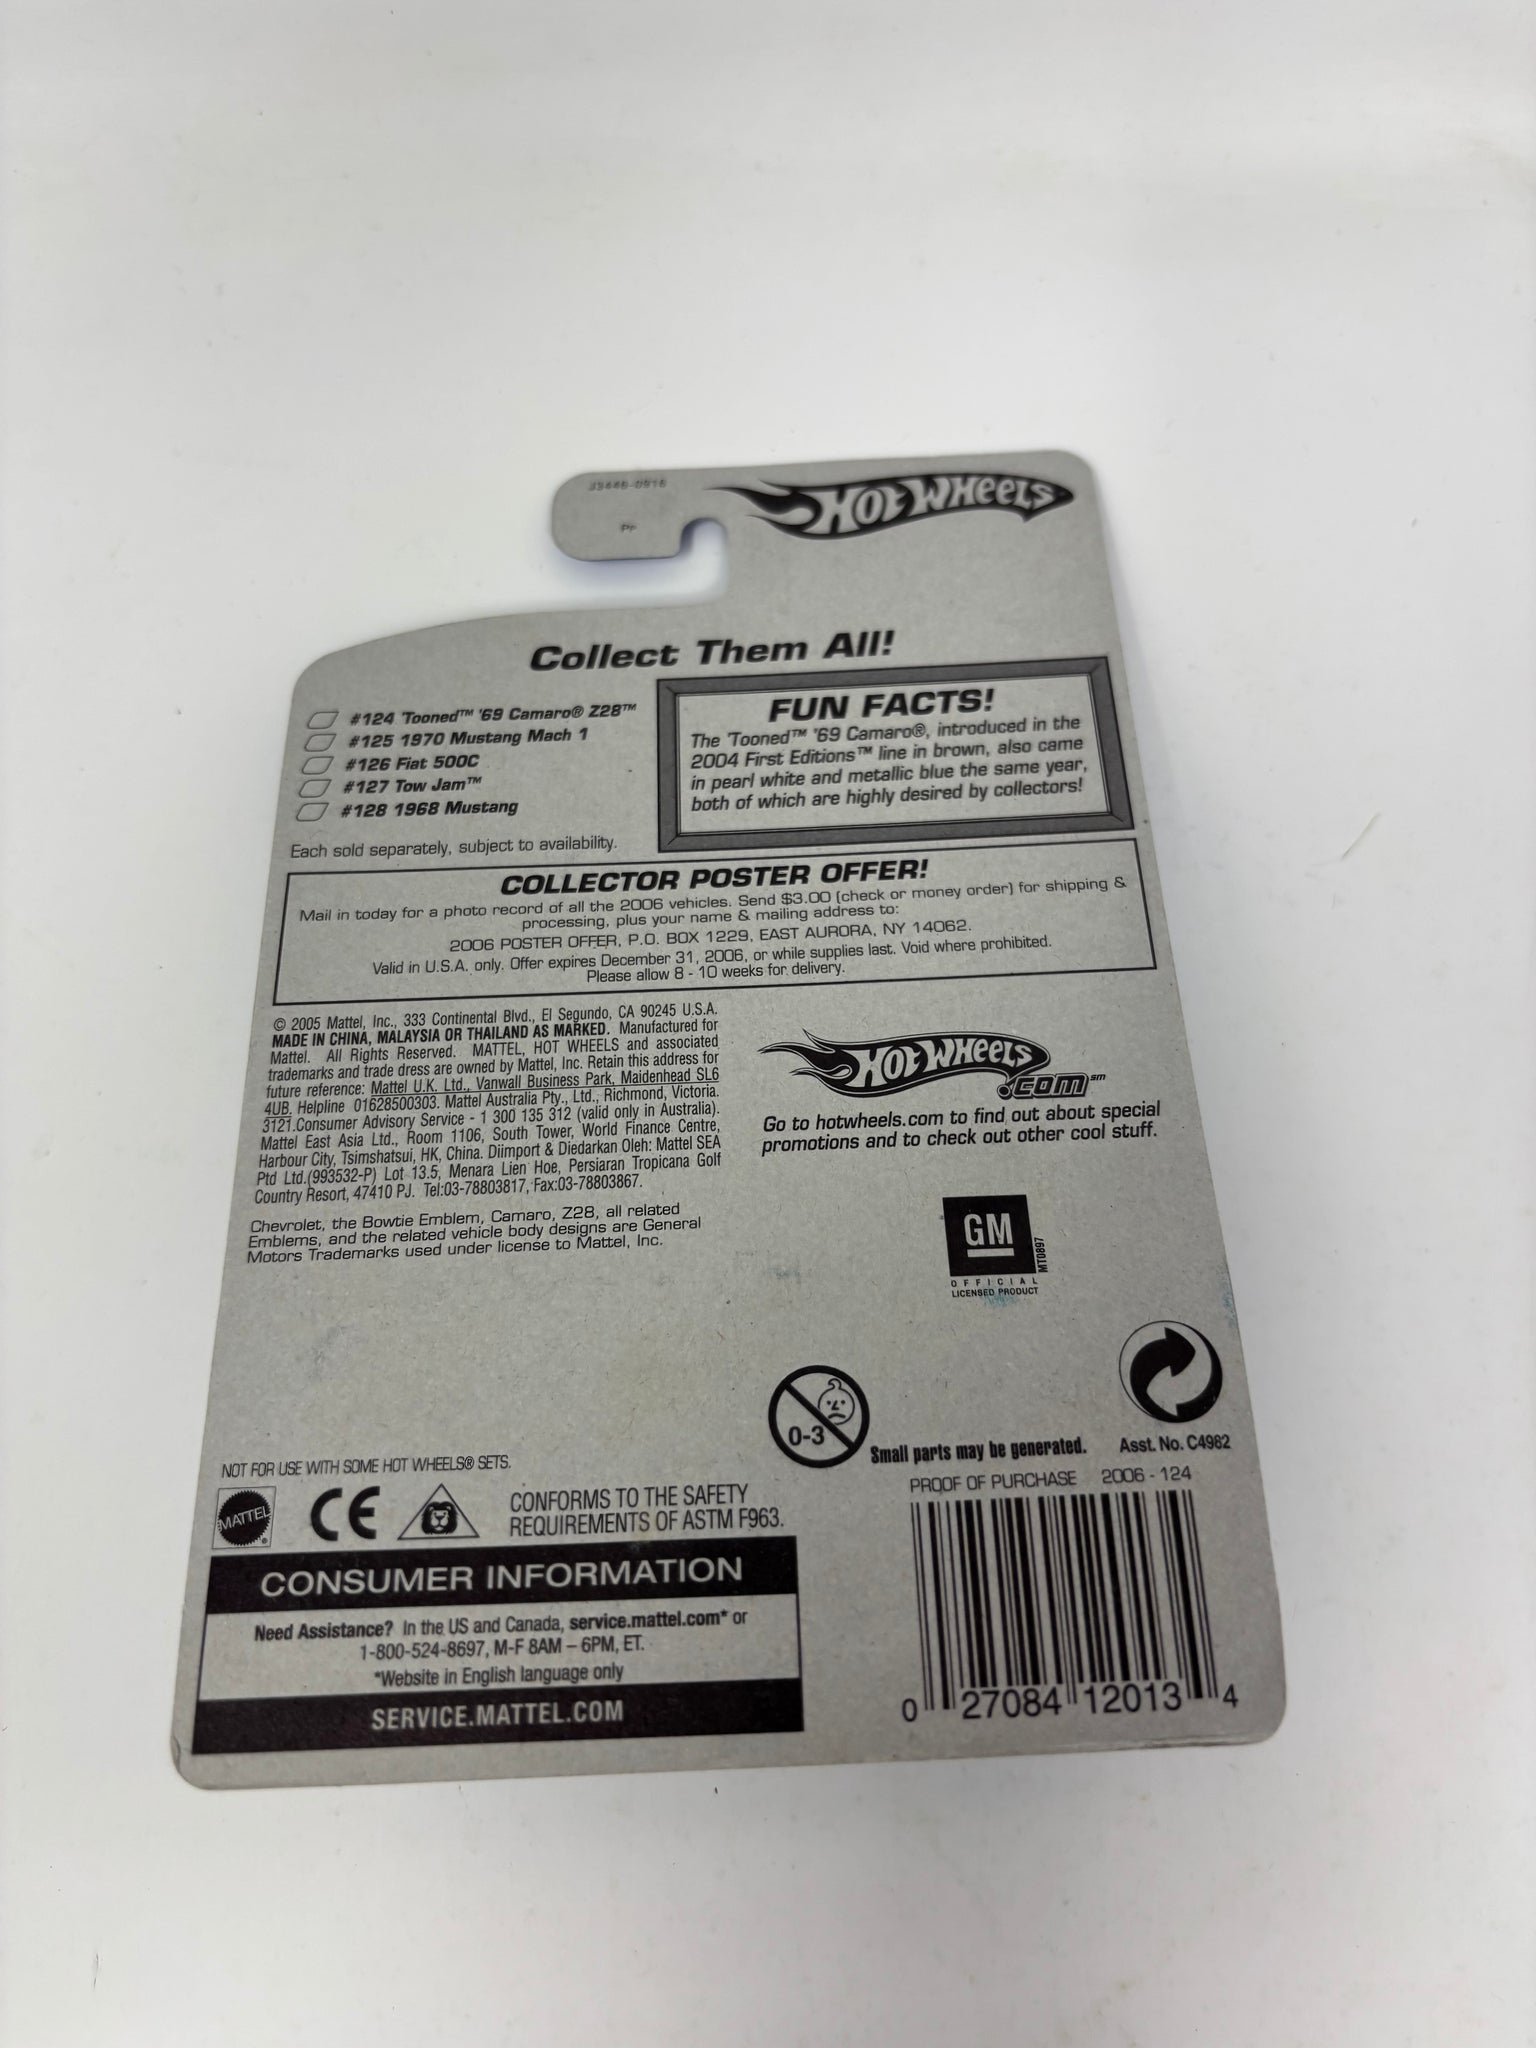 33448-0916
Pr
HOT WHEELS
Collect Them All!
#124 'Tooned™ '69 Camaro® Z28™
#125 1970 Mustang Mach 1
#126 Fiat 500C
#127 Tow Jam™
#128 1968 Mustang
Each sold separately, subject to availability.
FUN FACTS!
The 'Tooned™ '69 Camaro®, introduced in the
2004 First Editions™ line in brown, also came
in pearl white and metallic blue the same year,
both of which are highly desired by collectors!
COLLECTOR POSTER OFFER!
Mail in today for a photo record of all the 2006 vehicles. Send $3.00 (check or money order) for shipping &
processing, plus your name & mailing address to:
2006 POSTER OFFER, P.O. BOX 1229, EAST AURORA, NY 14062.
Valid in U.S.A. only. Offer expires December 31, 2006, or while supplies last. Void where prohibited.
Please allow 8 - 10 weeks for delivery.
© 2005 Mattel, Inc., 333 Continental Blvd., El Segundo, CA 90245 U.S.A.
MADE IN CHINA, MALAYSIA OR THAILAND AS MARKED. Manufactured for
Mattel. All Rights Reserved. MATTEL, HOT WHEELS and associated
trademarks and trade dress are owned by Mattel, Inc. Retain this address for
future reference: Mattel U.K. Ltd., Vanwall Business Park, Maidenhead SL6
4UB. Helpline 01628500303. Mattel Australia Pty., Ltd., Richmond, Victoria.
3121.Consumer Advisory Service - 1 300 135 312 (valid only in Australia).
Mattel East Asia Ltd., Room 1106, South Tower, World Finance Centre,
Harbour City, Tsimshatsui, HK, China. Diimport & Diedarkan Oleh: Mattel SEA
Ptd Ltd.(993532-P) Lot 13.5, Menara Lien Hoe, Persiaran Tropicana Golf
Country Resort, 47410 PJ. Tel:03-78803817, Fax:03-78803867.
Chevrolet, the Bowtie Emblem, Camaro, Z28, all related
Emblems, and the related vehicle body designs are General
Motors Trademarks used under license to Mattel, Inc.
HOT WHEELS
.com℠
Go to hotwheels.com to find out about special
promotions and to check out other cool stuff.
GM
MT0897
OFFICIAL
LICENSED PRODUCT
0-3
Small parts may be generated.
Asst. No. C4982
PROOF OF PURCHASE 2006 - 124
0 27084 12013 4
NOT FOR USE WITH SOME HOT WHEELS® SETS.
MATTEL®
CE
CONFORMS TO THE SAFETY
REQUIREMENTS OF ASTM F963.
CONSUMER INFORMATION
Need Assistance? In the US and Canada, service.mattel.com* or
1-800-524-8697, M-F 8AM – 6PM, ET.
*Website in English language only
SERVICE.MATTEL.COM